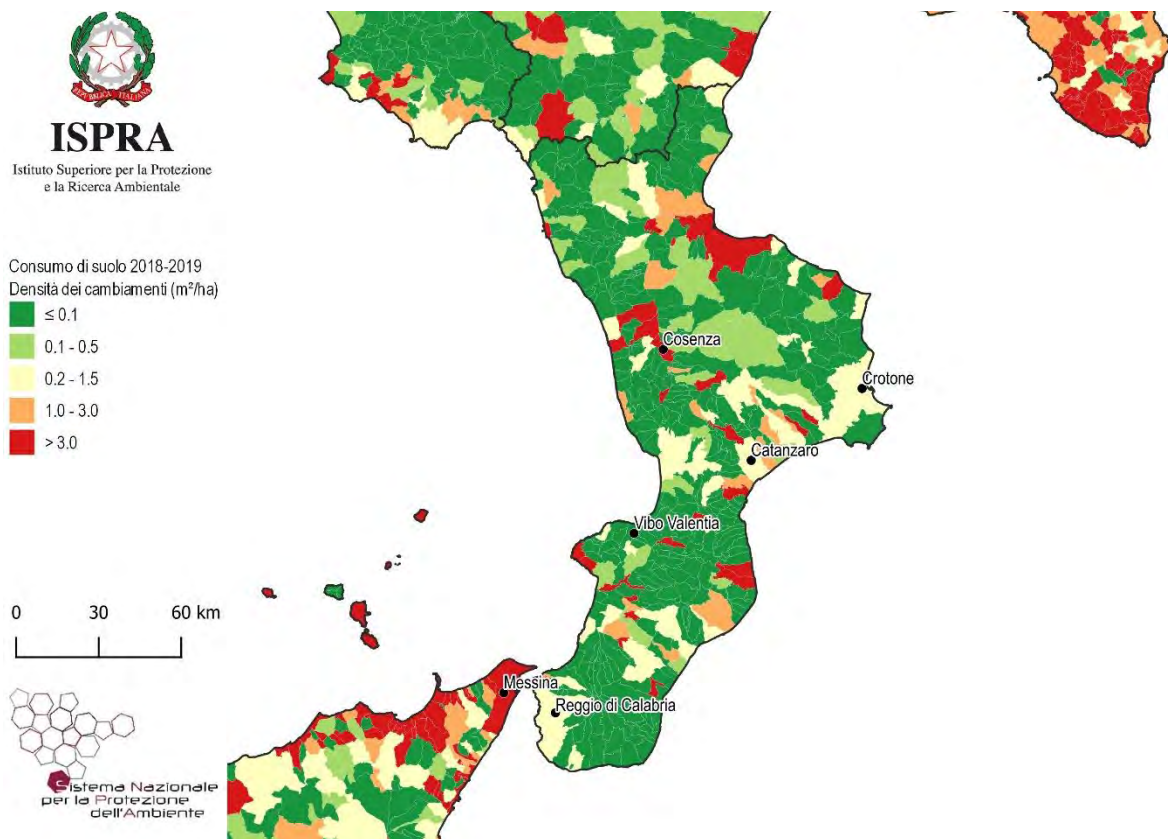 REPUBBLICA ITALIANA
ISPRA
Istituto Superiore per la Protezione
e la Ricerca Ambientale
Consumo di suolo 2018-2019
Densità dei cambiamenti (m²/ha)
≤ 0.1
0.1 - 0.5
0.2 - 1.5
1.0 - 3.0
> 3.0
Cosenza
Crotone
Catanzaro
Vibo Valentia
Messina
Reggio di Calabria
0 30 60 km
Sistema Nazionale
per la Protezione
dell'Ambiente